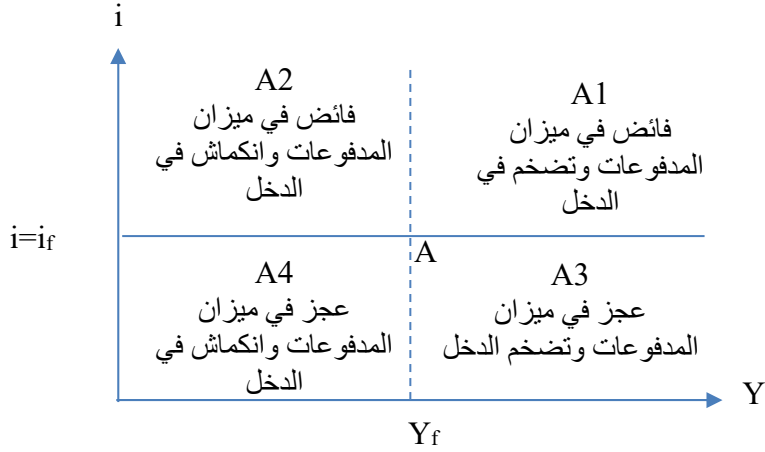 i
A2
فائض في ميزان
المدفوعات وانكماش في
الدخل
A1
فائض في ميزان
المدفوعات وتضخم في
الدخل
i=if
A
A4
عجز في ميزان
المدفوعات وانكماش في
الدخل
A3
عجز في ميزان
المدفوعات وتضخم الدخل
Y
Yf